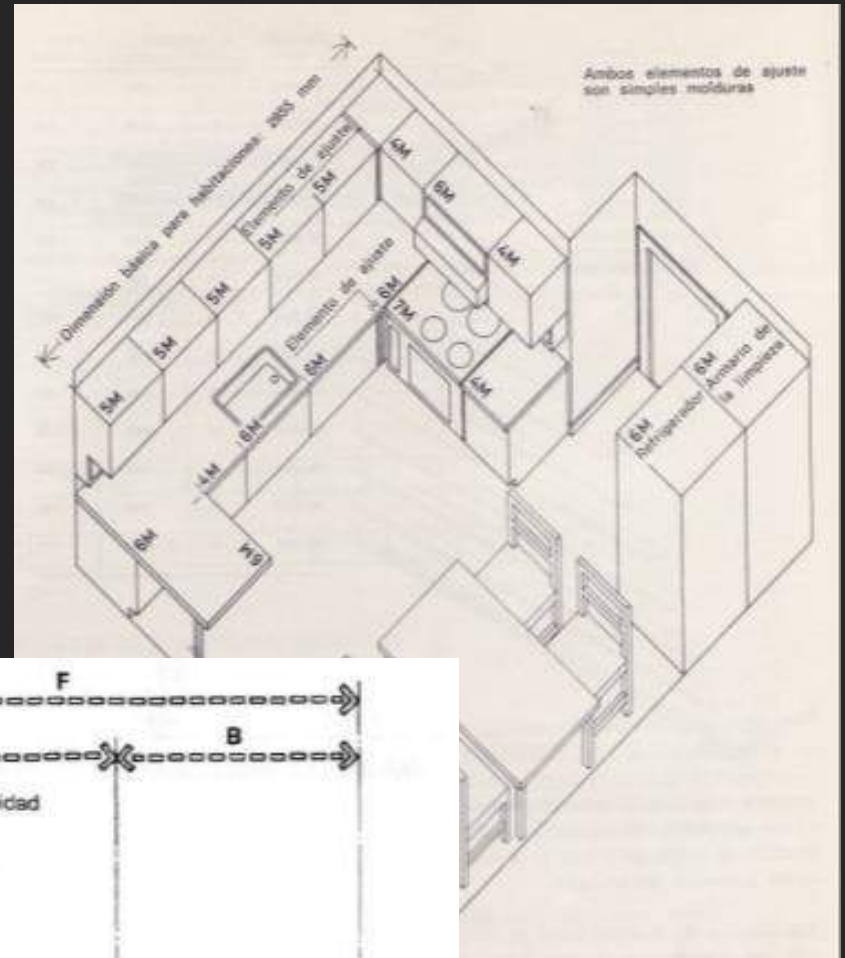 Ambos elementos de ajuste
son simples molduras
Dimensión básica para habitaciones: 2855 mm
Elemento de ajuste
4M
6M
4M
5M
5M
5M
5M
5M
Elemento de ajuste
6M
7M
4M
6M
6M
4M
6M
6M
6M
Refrigerador
6M
Armario de
la limpieza
F
B